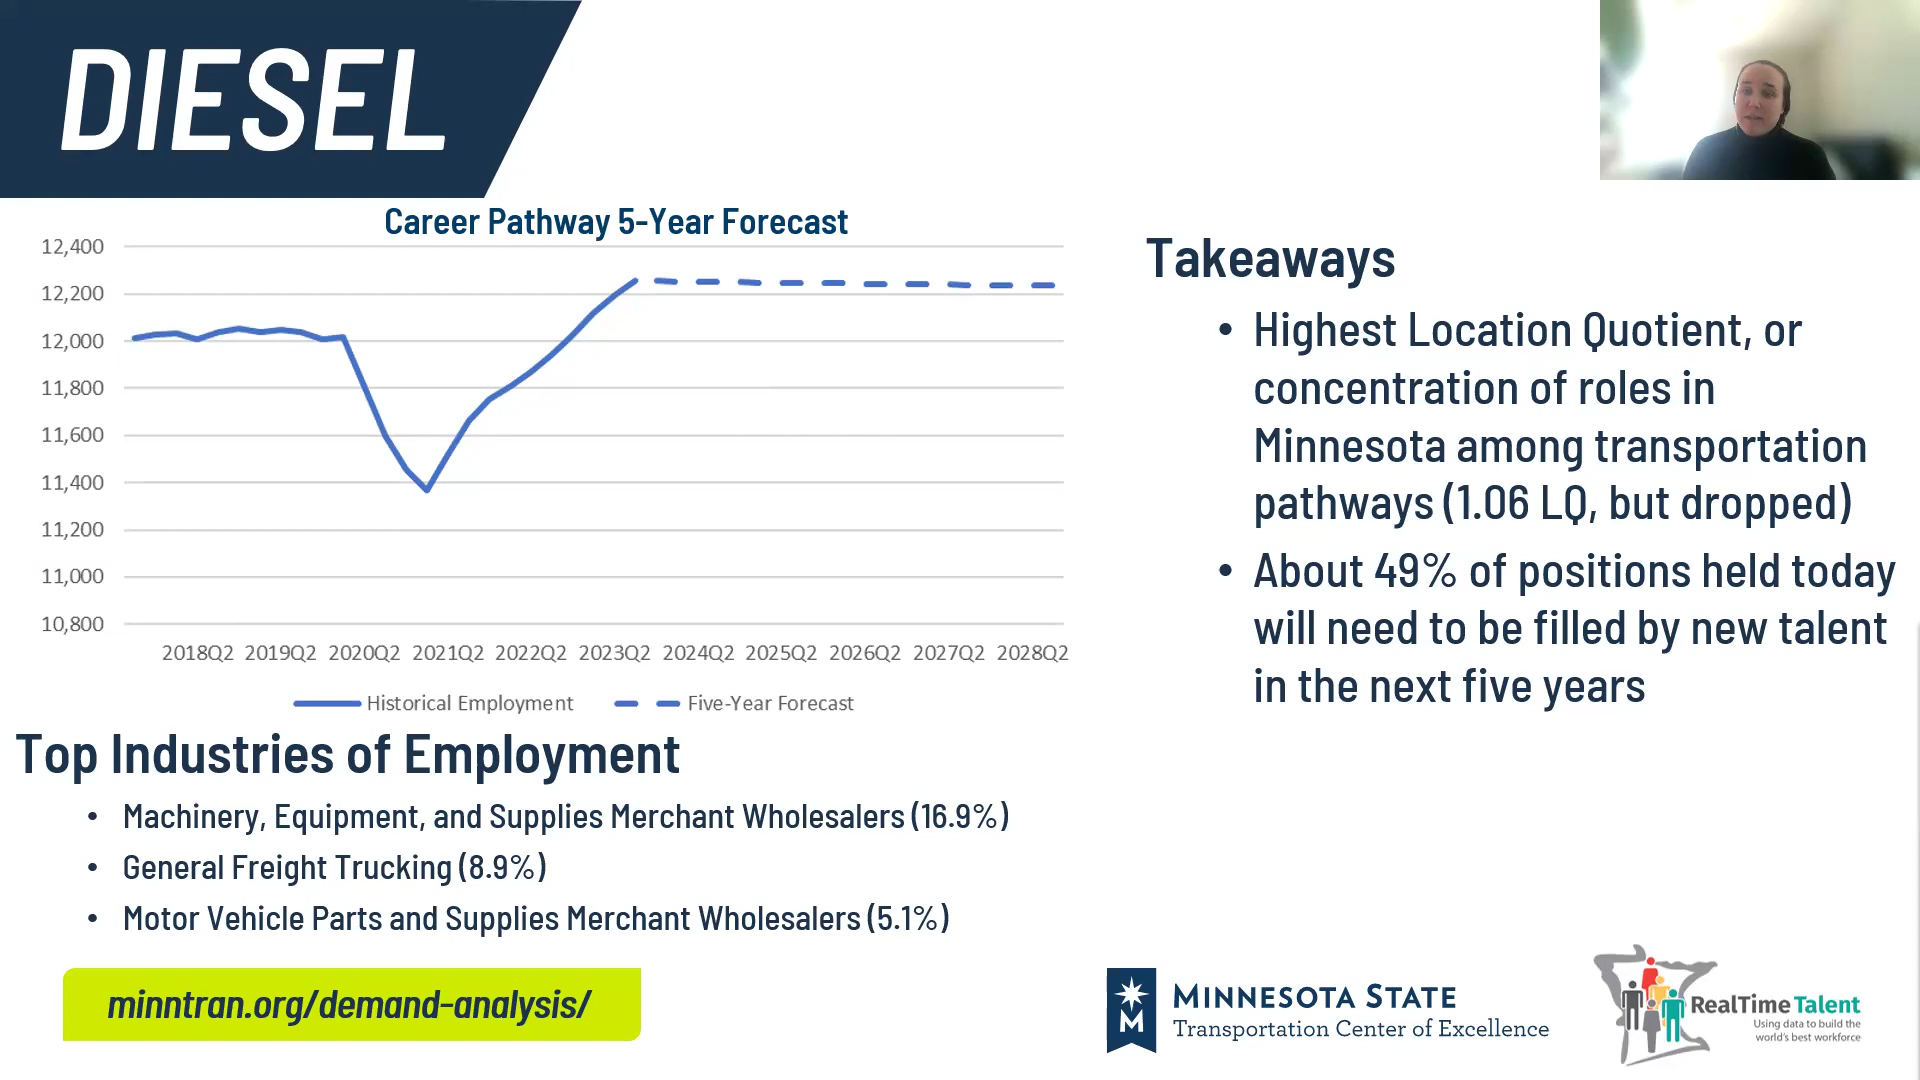 DIESEL
Career Pathway 5-Year Forecast
12,400
12,200
12,000
11,800
11,600
11,400
11,200
11,000
10,800
2018Q2 2019Q2 2020Q2 2021Q2 2022Q2 2023Q2 2024Q2 2025Q2 2026Q2 2027Q2 2028Q2
Historical Employment Five-Year Forecast
Takeaways
• Highest Location Quotient, or
concentration of roles in
Minnesota among transportation
pathways (1.06 LQ, but dropped)
• About 49% of positions held today
will need to be filled by new talent
in the next five years
Top Industries of Employment
• Machinery, Equipment, and Supplies Merchant Wholesalers (16.9%)
• General Freight Trucking (8.9%)
• Motor Vehicle Parts and Supplies Merchant Wholesalers (5.1%)
minntran.org/demand-analysis/
M
MINNESOTA STATE
Transportation Center of Excellence
RealTime Talent
Using data to build the
world's best workforce